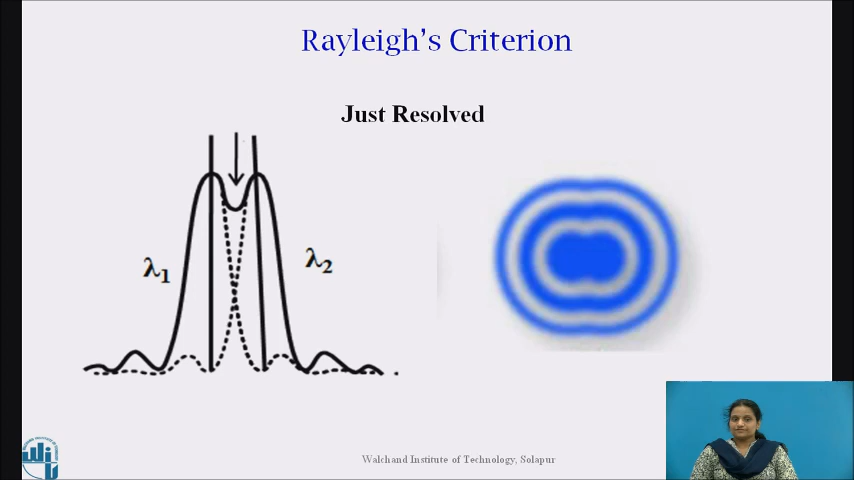 Rayleigh's Criterion
Just Resolved
λ1
λ2
Walchand Institute of Technology, Solapur